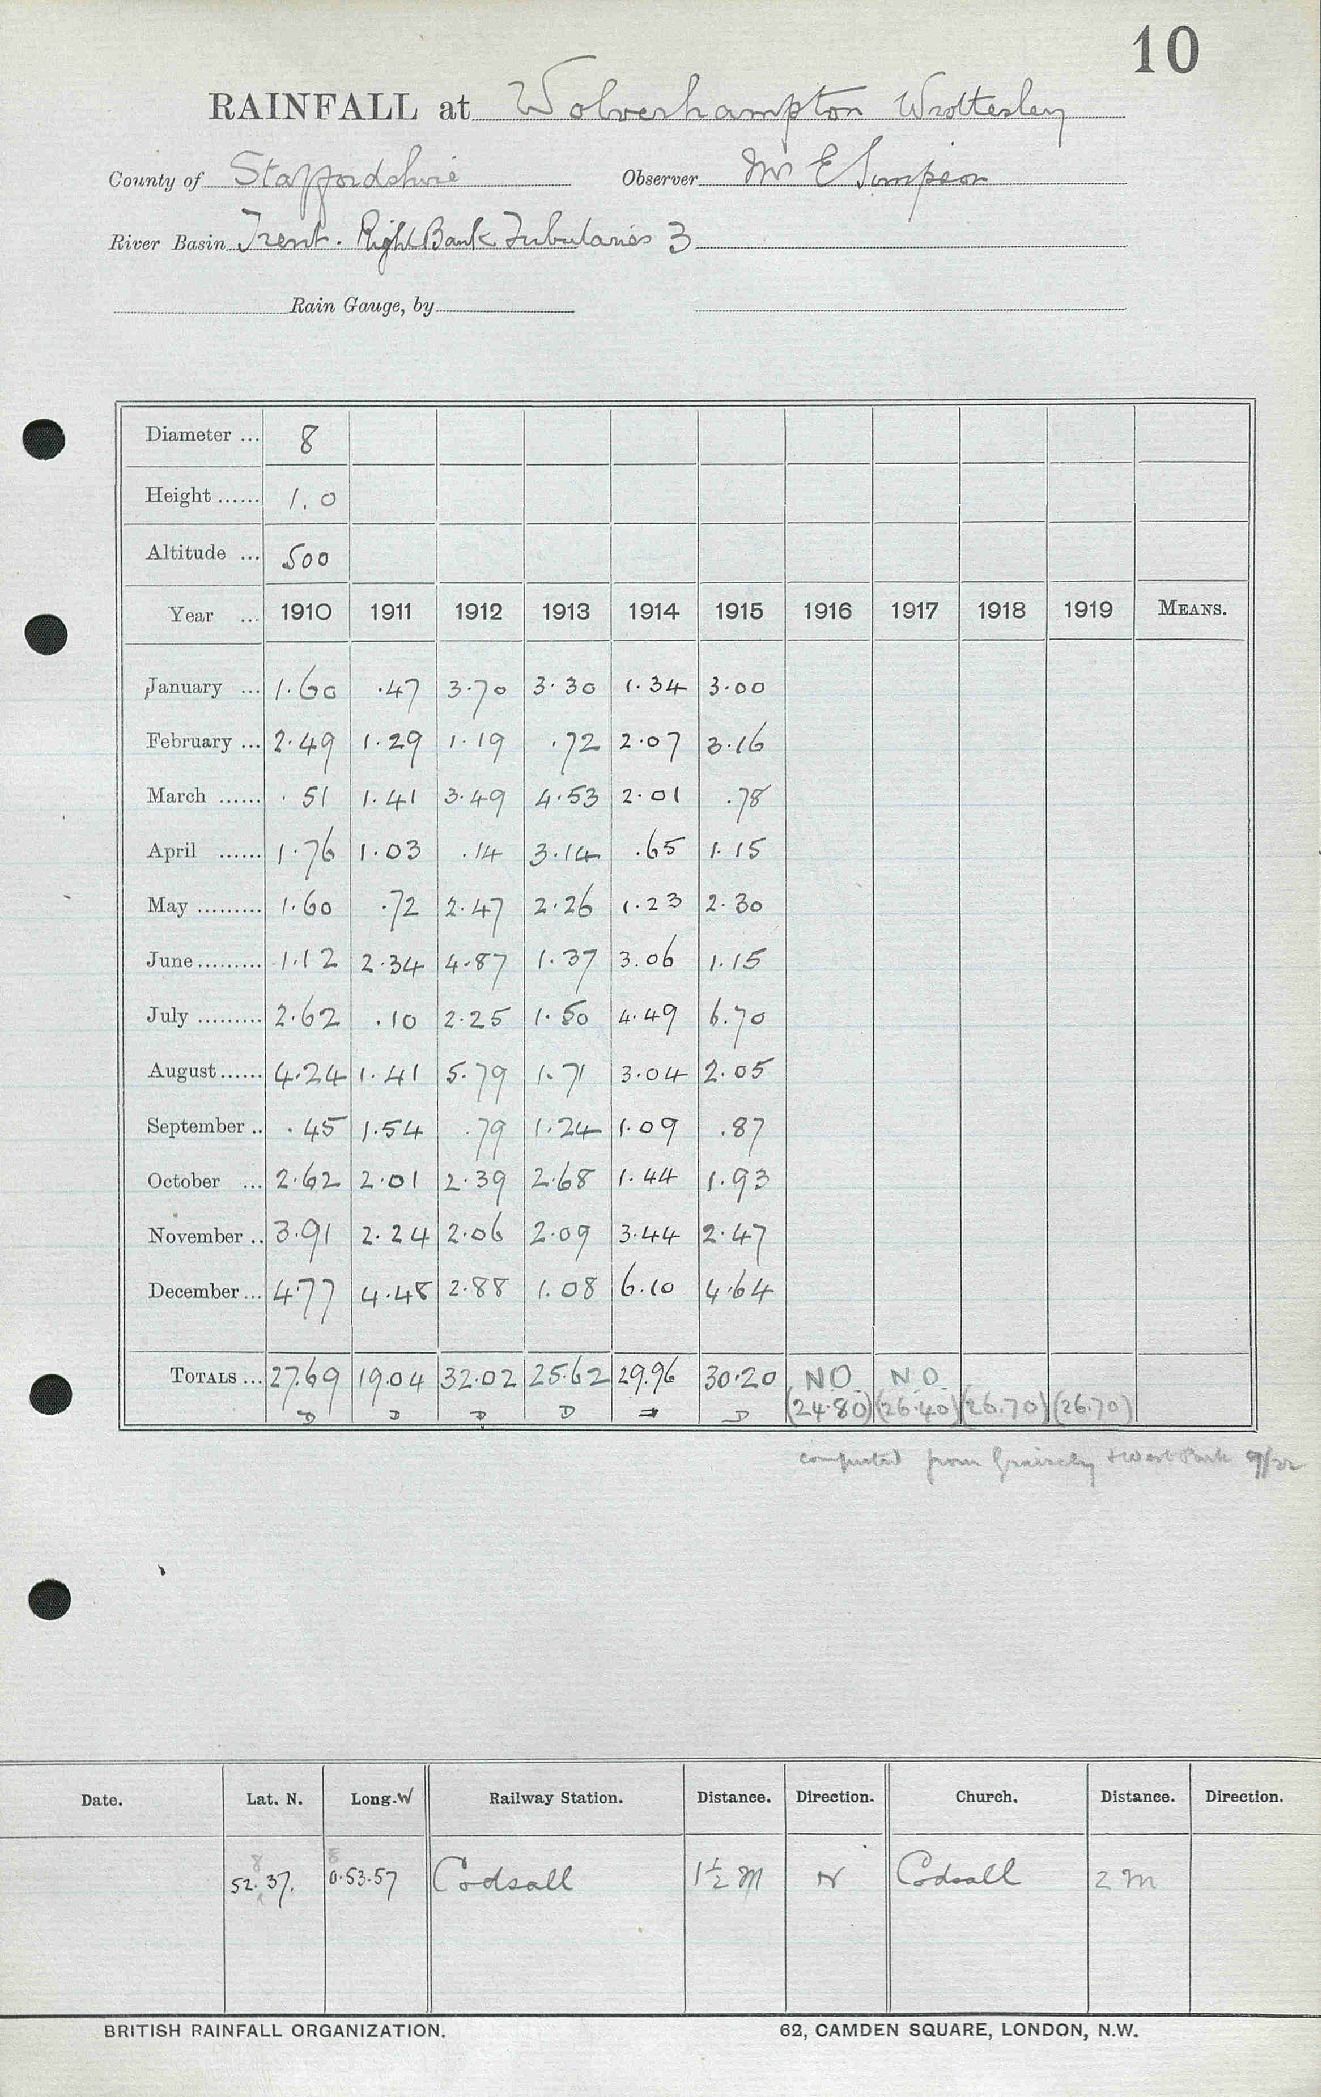 10
RAINFALL at Wolverhampton Wrottesley
County of Staffordshire Observer Mr E Simpson
River Basin Trent. Right Bank Tributaries 3
Rain Gauge, by
Diameter ... 8
Height ...... 1.0
Altitude ... 500
Year ... 1910 1911 1912 1913 1914 1915 1916 1917 1918 1919 MEANS.
January ... 1.60 .47 3.70 3.30 1.34 3.00
February ... 2.49 1.29 1.19 .72 2.07 3.16
March ...... .51 1.41 3.49 4.53 2.01 .78
April ...... 1.76 1.03 .14 3.14 .65 1.15
May ......... 1.60 .72 2.47 2.26 1.23 2.30
June ......... 1.12 2.34 4.87 1.37 3.06 1.15
July ......... 2.62 .10 2.25 1.50 4.49 6.70
August ...... 4.24 1.41 5.79 1.71 3.04 2.05
September .. .45 1.54 .79 1.24 1.09 .87
October ... 2.62 2.01 2.39 2.68 1.44 1.93
November .. 3.91 2.24 2.06 2.09 3.44 2.47
December ... 4.77 4.48 2.88 1.08 6.10 4.64
TOTALS ... 27.69 19.04 32.02 25.62 29.96 30.20 NO NO
D D D D D (24.80) (26.40) (26.70) (26.70)
computed from Graiseley & West Park 9/22
Date. Lat. N. Long. W Railway Station. Distance. Direction. Church. Distance. Direction.
8 8
52.37. 0.53.57 Codsall 1½ m N Codsall 2 m
BRITISH RAINFALL ORGANIZATION. 62, CAMDEN SQUARE, LONDON, N.W.